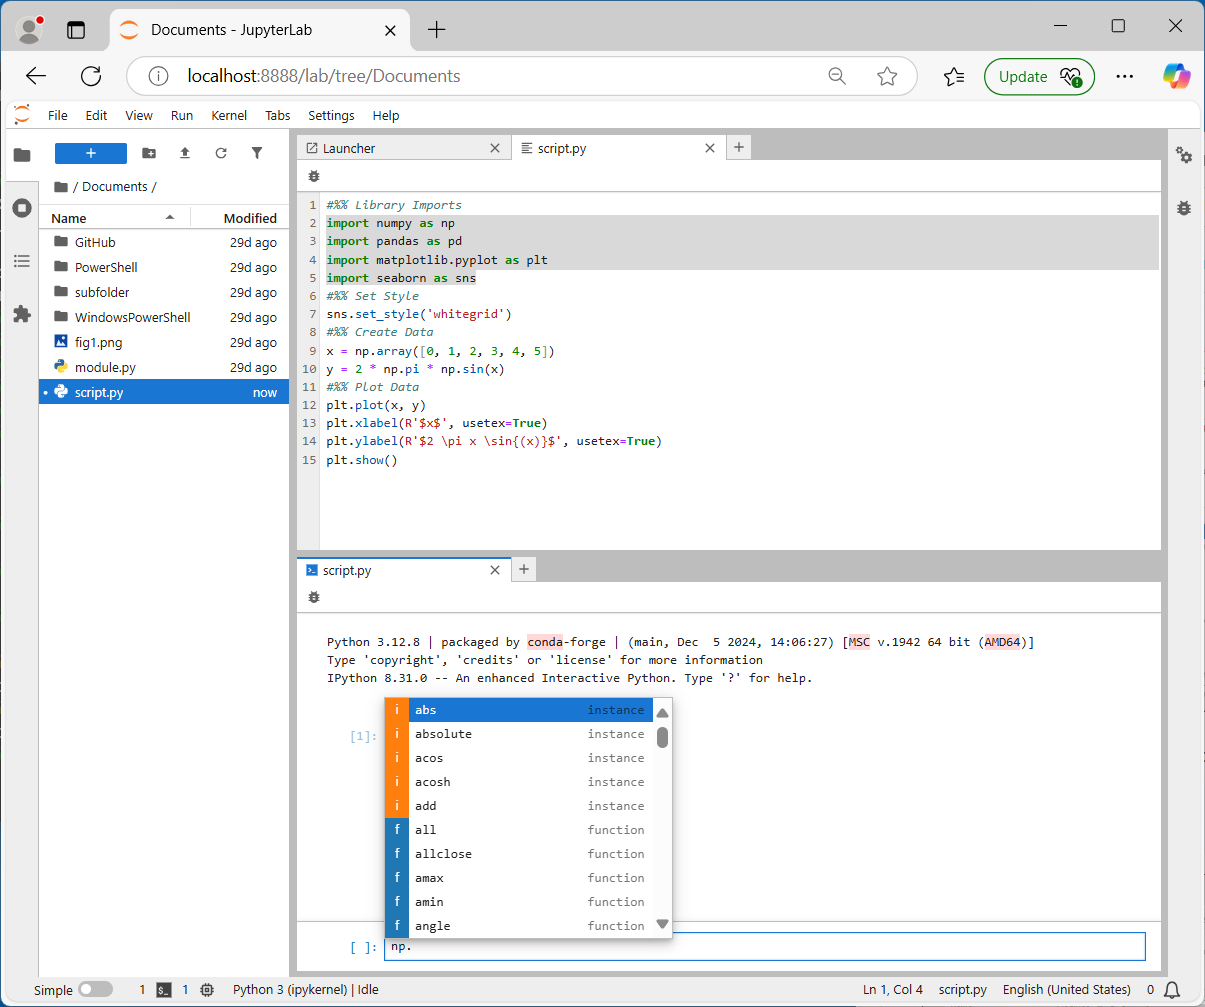 Documents - JupyterLab
localhost:8888/lab/tree/Documents
Update
File Edit View Run Kernel Tabs Settings Help
+
/ Documents /
Name Modified
GitHub 29d ago
PowerShell 29d ago
subfolder 29d ago
WindowsPowerShell 29d ago
fig1.png 29d ago
module.py 29d ago
script.py now
Launcher script.py
1 #%% Library Imports
2 import numpy as np
3 import pandas as pd
4 import matplotlib.pyplot as plt
5 import seaborn as sns
6 #%% Set Style
7 sns.set_style('whitegrid')
8 #%% Create Data
9 x = np.array([0, 1, 2, 3, 4, 5])
10 y = 2 * np.pi * np.sin(x)
11 #%% Plot Data
12 plt.plot(x, y)
13 plt.xlabel(R'$x$', usetex=True)
14 plt.ylabel(R'$2 \pi x \sin{(x)}$', usetex=True)
15 plt.show()
script.py
Python 3.12.8 | packaged by conda-forge | (main, Dec  5 2024, 14:06:27) [MSC v.1942 64 bit (AMD64)]
Type 'copyright', 'credits' or 'license' for more information
IPython 8.31.0 -- An enhanced Interactive Python. Type '?' for help.
[1]:
i abs instance
i absolute instance
i acos instance
i acosh instance
i add instance
f all function
f allclose function
f amax function
f amin function
f angle function
[ ]: np.
Simple 1 1 Python 3 (ipykernel) | Idle Ln 1, Col 4 script.py English (United States) 0